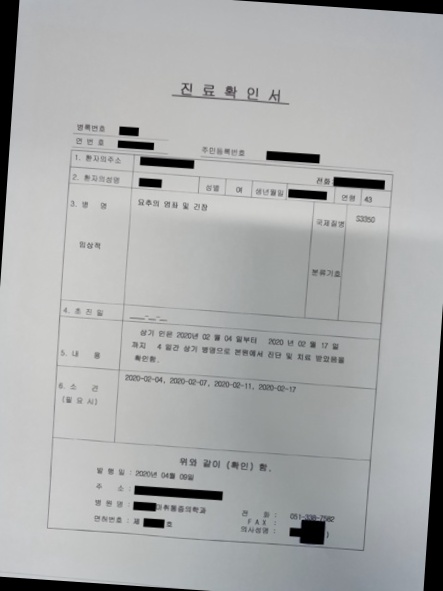 진 료 확 인 서
병록번호
연 번 호
주민등록번호
1. 환자의주소 전화:
2. 환자의성명 성별 여 생년월일 연령 43
3. 병 명 요추의 염좌 및 긴장 국제질병 S3350
임상적 분류기호
4. 초 진 일 ____-__-__
상기 인은 2020년 02 월 04 일부터 2020 년 02 월 17 일
5. 내 용 까지 4 일간 상기 병명으로 본원에서 진단 및 치료 받았음을
확인함.
6. 소 견 2020-02-04, 2020-02-07, 2020-02-11, 2020-02-17
(필 요 시)
위와 같이 (확인) 함.
발 행 일 : 2020년 04월 09일
주 소 :
병 원 명 : 마취통증의학과 전 화 :
면허번호 : 제 호 F A X :
의사성명 : )